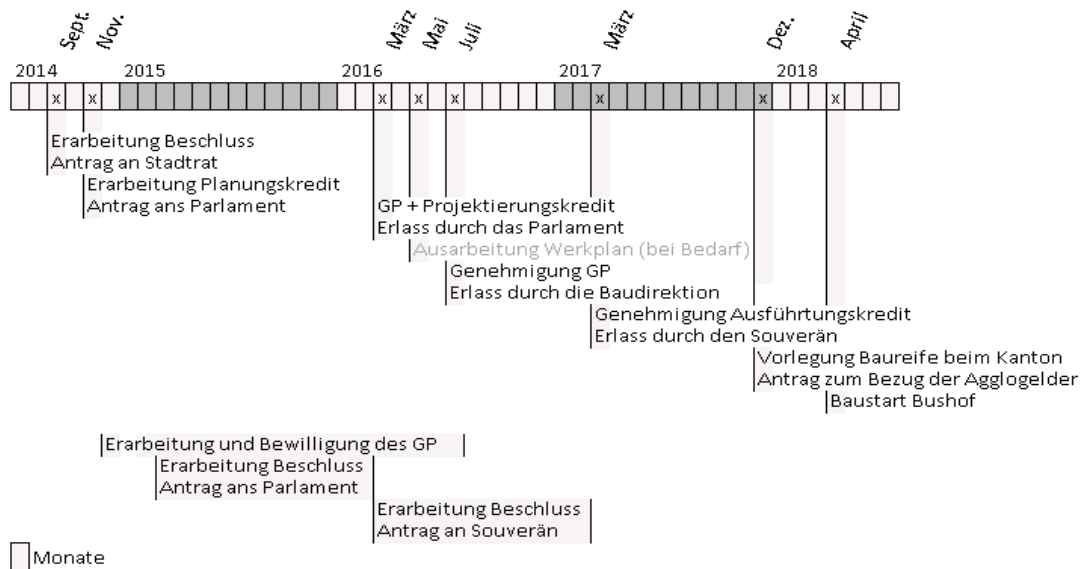 Sept.
Nov.
März
Mai
Juli
März
Dez.
April
2014
2015
2016
2017
2018
x
x
x
x
x
x
x
x
Erarbeitung Beschluss
Antrag an Stadtrat
Erarbeitung Planungskredit
Antrag ans Parlament
GP + Projektierungskredit
Erlass durch das Parlament
Ausarbeitung Werkplan (bei Bedarf)
Genehmigung GP
Erlass durch die Baudirektion
Genehmigung Ausführtungskredit
Erlass durch den Souverän
Vorlegung Baureife beim Kanton
Antrag zum Bezug der Agglogelder
Baustart Bushof
Erarbeitung und Bewilligung des GP
Erarbeitung Beschluss
Antrag ans Parlament
Erarbeitung Beschluss
Antrag an Souverän
Monate